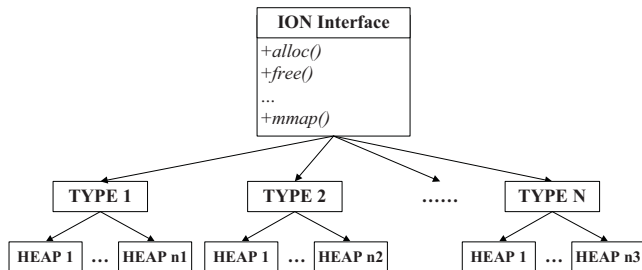 ION Interface
+alloc()
+free()
...
+mmap()
TYPE 1 TYPE 2 ...... TYPE N
HEAP 1 ... HEAP n1 HEAP 1 ... HEAP n2 HEAP 1 ... HEAP n3